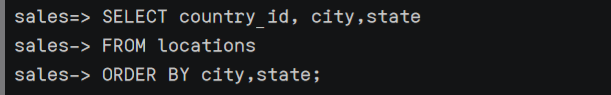 sales=> SELECT country_id, city,state
sales-> FROM locations
sales-> ORDER BY city,state;